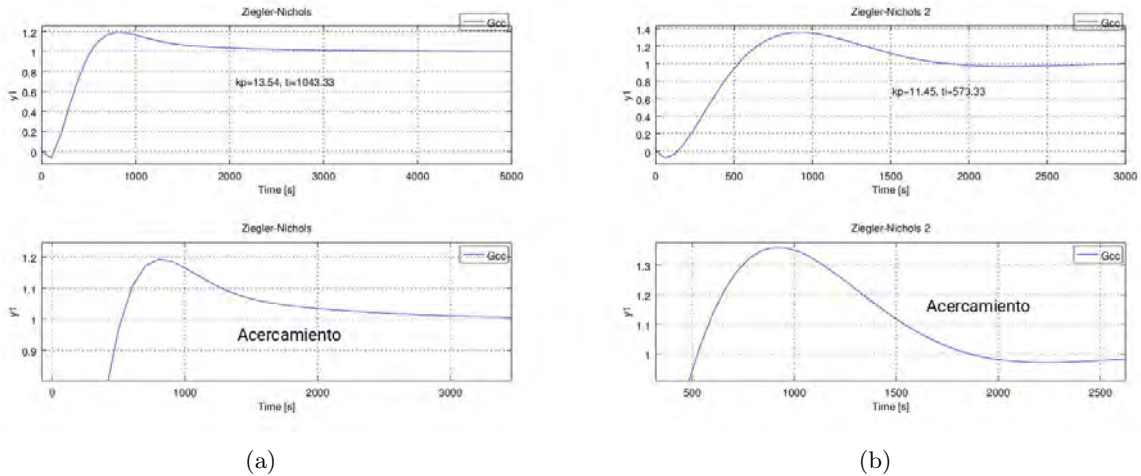 Ziegler-Nichols
Gcc
1.2
1
0.8
0.6
0.4
0.2
0
y1
kp=13.54, ti=1043.33
0 1000 2000 3000 4000 5000
Time [s]
Ziegler-Nichols
Gcc
1.2
1.1
1
0.9
y1
Acercamiento
0 1000 2000 3000
Time [s]
(a)
Ziegler-Nichols 2
Gcc
1.4
1.2
1
0.8
0.6
0.4
0.2
0
y1
kp=11.45, ti=573.33
0 500 1000 1500 2000 2500 3000
Time [s]
Ziegler-Nichols 2
Gcc
1.3
1.2
1.1
1
y1
Acercamiento
500 1000 1500 2000 2500
Time [s]
(b)